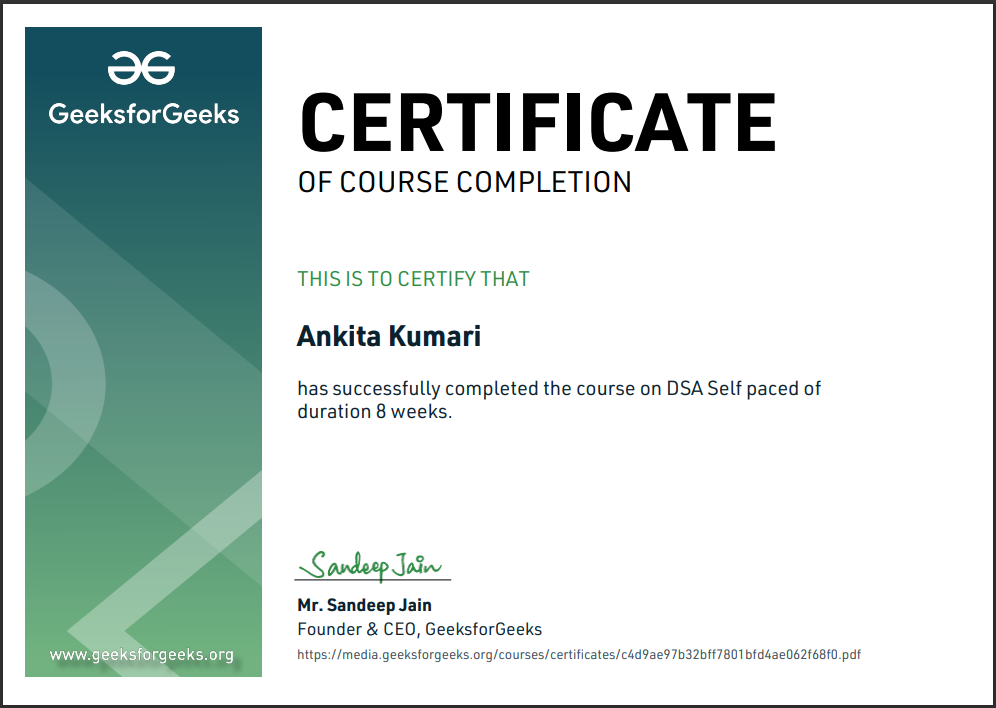 GeeksforGeeks
CERTIFICATE
OF COURSE COMPLETION
THIS IS TO CERTIFY THAT
Ankita Kumari
has successfully completed the course on DSA Self paced of
duration 8 weeks.
Sandeep Jain
Mr. Sandeep Jain
Founder & CEO, GeeksforGeeks
https://media.geeksforgeeks.org/courses/certificates/c4d9ae97b32bff7801bfd4ae062f68f0.pdf
www.geeksforgeeks.org